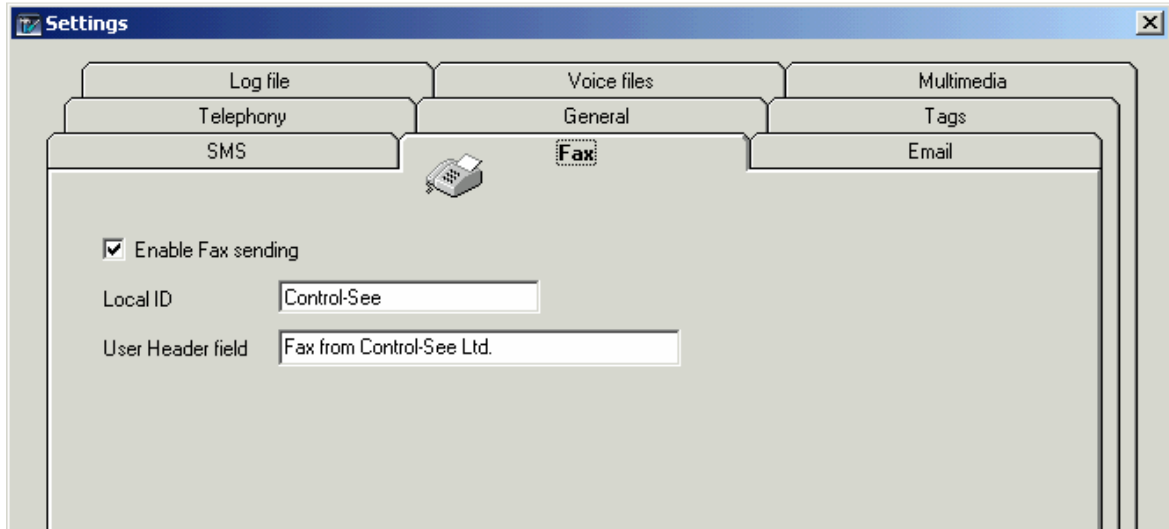 Settings
Log file Voice files Multimedia
Telephony General Tags
SMS Fax Email
Enable Fax sending
Local ID Control-See
User Header field Fax from Control-See Ltd.